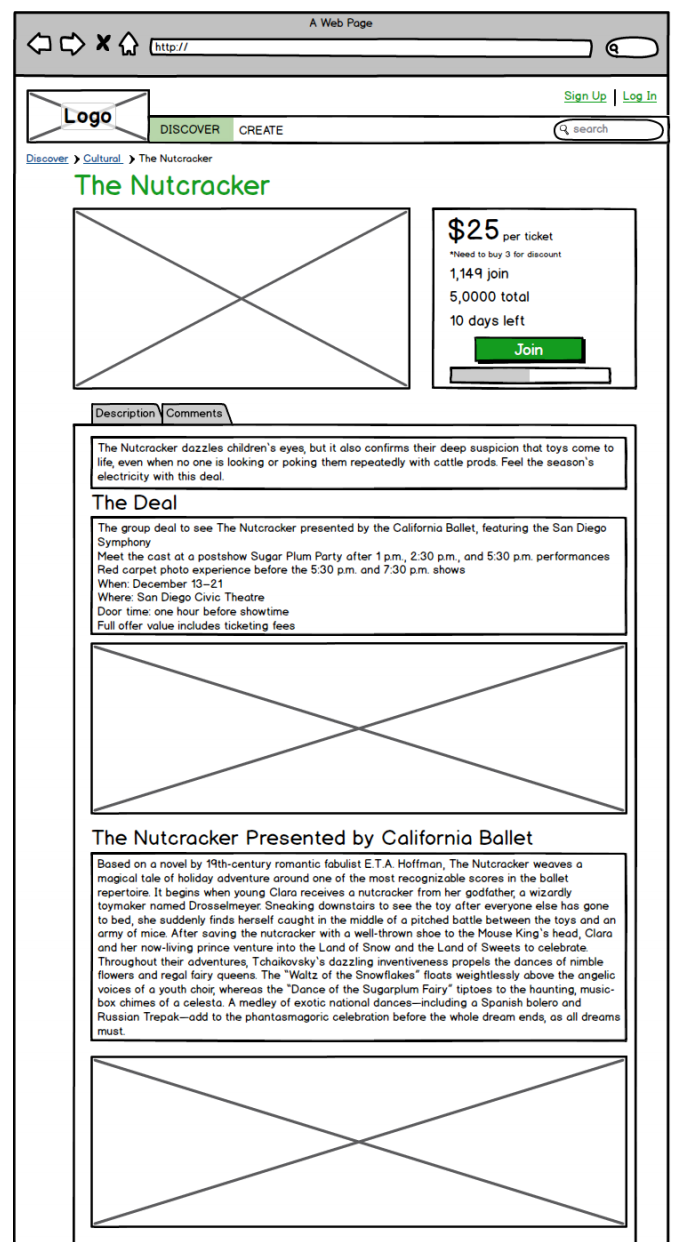 A Web Page
http://
Sign Up
Log In
Logo
DISCOVER
CREATE
search
Discover
Cultural
The Nutcracker
The Nutcracker
$25 per ticket
*Need to buy 3 for discount
1,149 join
5,0000 total
10 days left
Join
Description
Comments
The Nutcracker dazzles children`s eyes, but it also confirms their deep suspicion that toys come to
life, even when no one is looking or poking them repeatedly with cattle prods. Feel the season`s
electricity with this deal.
The Deal
The group deal to see The Nutcracker presented by the California Ballet, featuring the San Diego
Symphony
Meet the cast at a postshow Sugar Plum Party after 1 p.m., 2:30 p.m., and 5:30 p.m. performances
Red carpet photo experience before the 5:30 p.m. and 7:30 p.m. shows
When: December 13–21
Where: San Diego Civic Theatre
Door time: one hour before showtime
Full offer value includes ticketing fees
The Nutcracker Presented by California Ballet
Based on a novel by 19th-century romantic fabulist E.T.A. Hoffman, The Nutcracker weaves a
magical tale of holiday adventure around one of the most recognizable scores in the ballet
repertoire. It begins when young Clara receives a nutcracker from her godfather, a wizardly
toymaker named Drosselmeyer. Sneaking downstairs to see the toy after everyone else has gone
to bed, she suddenly finds herself caught in the middle of a pitched battle between the toys and an
army of mice. After saving the nutcracker with a well-thrown shoe to the Mouse King`s head, Clara
and her now-living prince venture into the Land of Snow and the Land of Sweets to celebrate.
Throughout their adventures, Tchaikovsky`s dazzling inventiveness propels the dances of nimble
flowers and regal fairy queens. The “Waltz of the Snowflakes” floats weightlessly above the angelic
voices of a youth choir, whereas the “Dance of the Sugarplum Fairy” tiptoes to the haunting, music-
box chimes of a celesta. A medley of exotic national dances—including a Spanish bolero and
Russian Trepak—add to the phantasmagoric celebration before the whole dream ends, as all dreams
must.